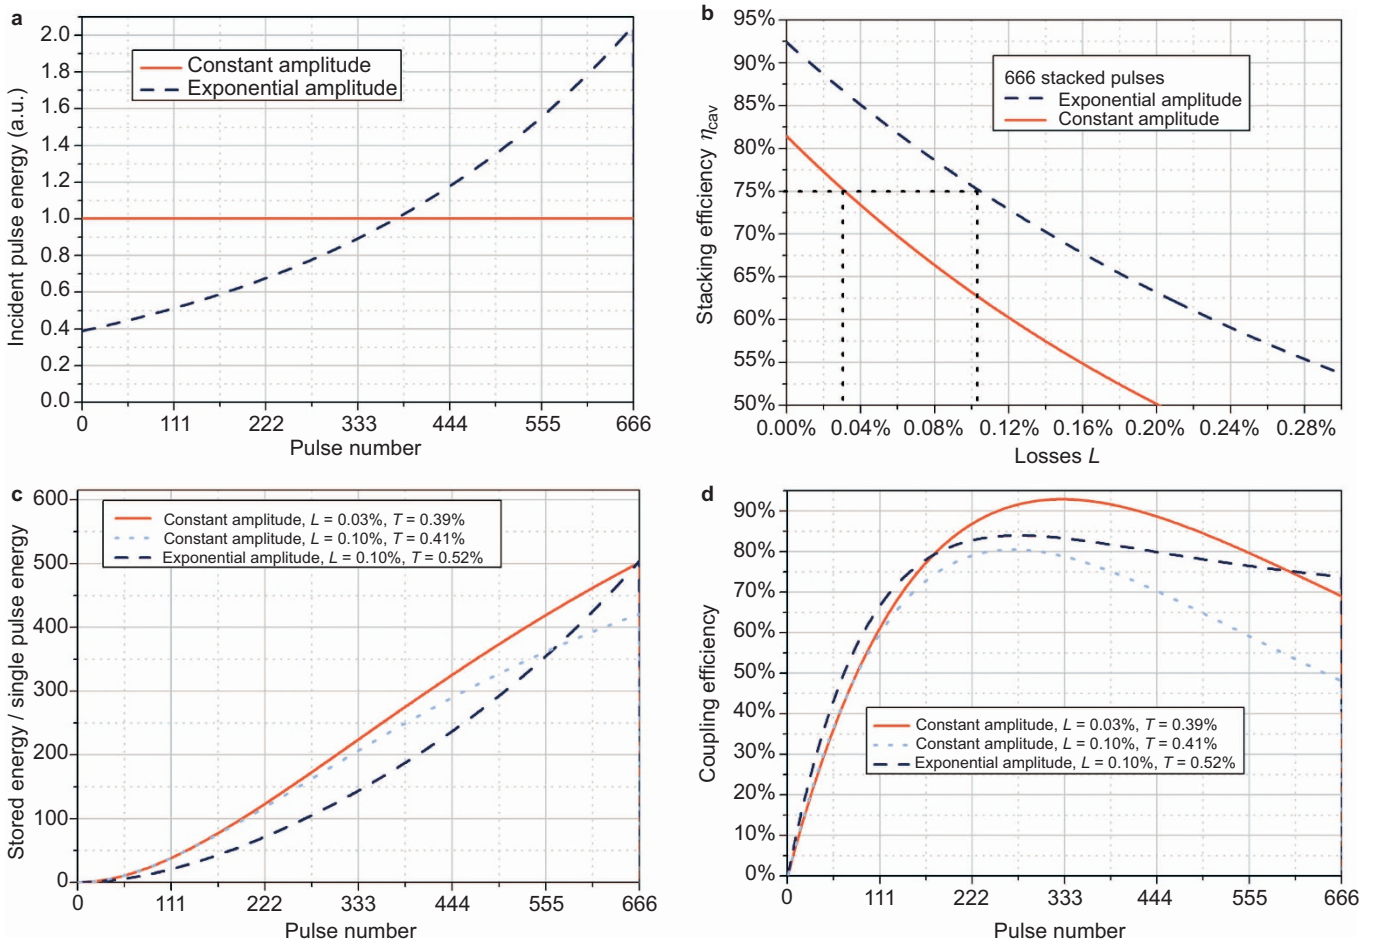 a
2.0
1.8
1.6
1.4
1.2
1.0
0.8
0.6
0.4
0.2
0.0
Incident pulse energy (a.u.)
Constant amplitude
Exponential amplitude
0 111 222 333 444 555 666
Pulse number
b
95%
90%
85%
80%
75%
70%
65%
60%
55%
50%
Stacking efficiency ηcav
666 stacked pulses
Exponential amplitude
Constant amplitude
0.00% 0.04% 0.08% 0.12% 0.16% 0.20% 0.24% 0.28%
Losses L
c
600
500
400
300
200
100
0
Stored energy / single pulse energy
Constant amplitude, L = 0.03%, T = 0.39%
Constant amplitude, L = 0.10%, T = 0.41%
Exponential amplitude, L = 0.10%, T = 0.52%
0 111 222 333 444 555 666
Pulse number
d
90%
80%
70%
60%
50%
40%
30%
20%
10%
0%
Coupling efficiency
Constant amplitude, L = 0.03%, T = 0.39%
Constant amplitude, L = 0.10%, T = 0.41%
Exponential amplitude, L = 0.10%, T = 0.52%
0 111 222 333 444 555 666
Pulse number